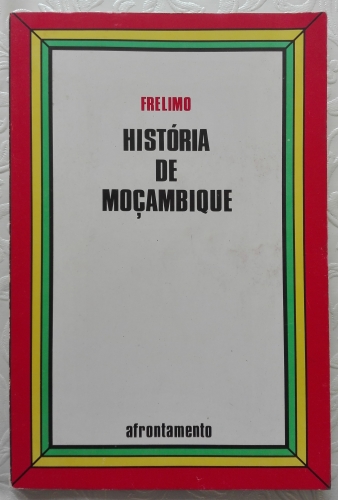 FRELIMO
HISTÓRIA
DE
MOÇAMBIQUE
afrontamento